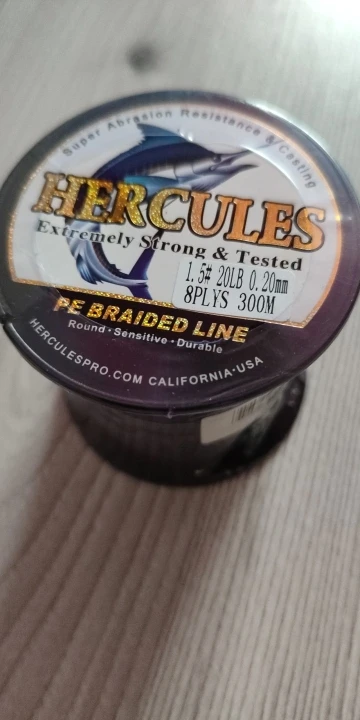 Super Abrasion Resistance & Casting
HERCULES
Extremely Strong & Tested
1.5# 20LB 0.20mm
8PLYS 300M
PE BRAIDED LINE
Round · Sensitive · Durable
HERCULESPRO.COM CALIFORNIA·USA